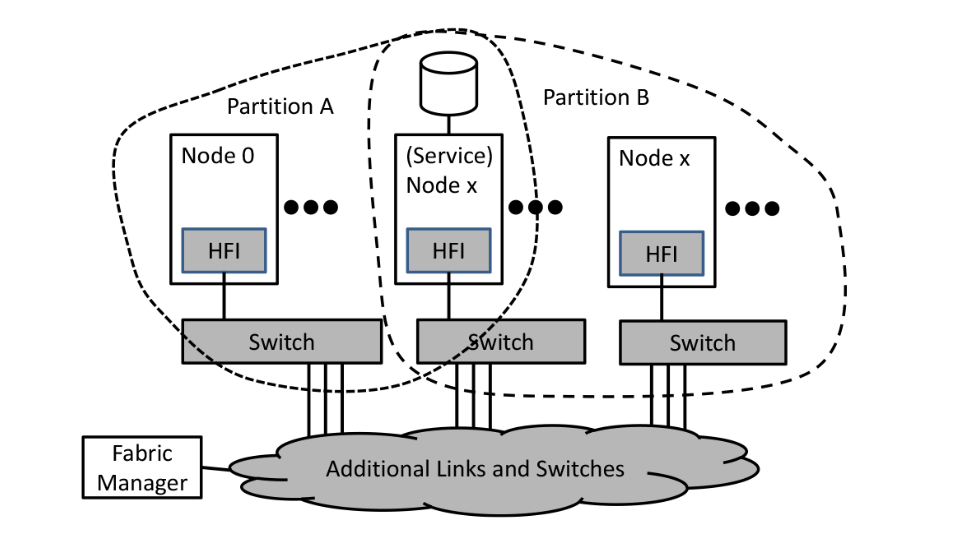 Partition A
Partition B
Node 0
(Service)
Node x
Node x
HFI
HFI
HFI
Switch
Switch
Switch
Fabric
Manager
Additional Links and Switches